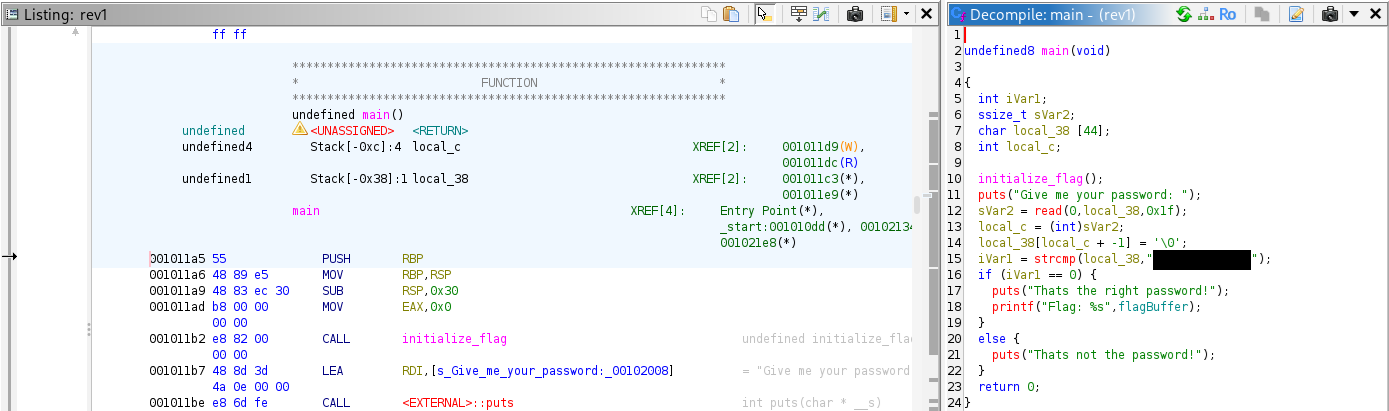 Listing: rev1
ff ff
*************************************************************
* FUNCTION *
*************************************************************
undefined main()
undefined <UNASSIGNED> <RETURN>
undefined4 Stack[-0xc]:4 local_c XREF[2]: 001011d9(W),
001011dc(R)
undefined1 Stack[-0x38]:1 local_38 XREF[2]: 001011c3(*),
001011e9(*)
main XREF[4]: Entry Point(*),
_start:001010dd(*), 00102134
001021e8(*)
001011a5 55 PUSH RBP
001011a6 48 89 e5 MOV RBP,RSP
001011a9 48 83 ec 30 SUB RSP,0x30
001011ad b8 00 00 MOV EAX,0x0
00 00
001011b2 e8 82 00 CALL initialize_flag undefined initialize_fla
00 00
001011b7 48 8d 3d LEA RDI,[s_Give_me_your_password:_00102008] = "Give me your password
4a 0e 00 00
001011be e8 6d fe CALL <EXTERNAL>::puts int puts(char * __s)
Decompile: main - (rev1)
Ro
1
2 undefined8 main(void)
3
4 {
5 int iVar1;
6 ssize_t sVar2;
7 char local_38 [44];
8 int local_c;
9
10 initialize_flag();
11 puts("Give me your password: ");
12 sVar2 = read(0,local_38,0x1f);
13 local_c = (int)sVar2;
14 local_38[local_c + -1] = '\0';
15 iVar1 = strcmp(local_38,"");
16 if (iVar1 == 0) {
17 puts("Thats the right password!");
18 printf("Flag: %s",flagBuffer);
19 }
20 else {
21 puts("Thats not the password!");
22 }
23 return 0;
24 }